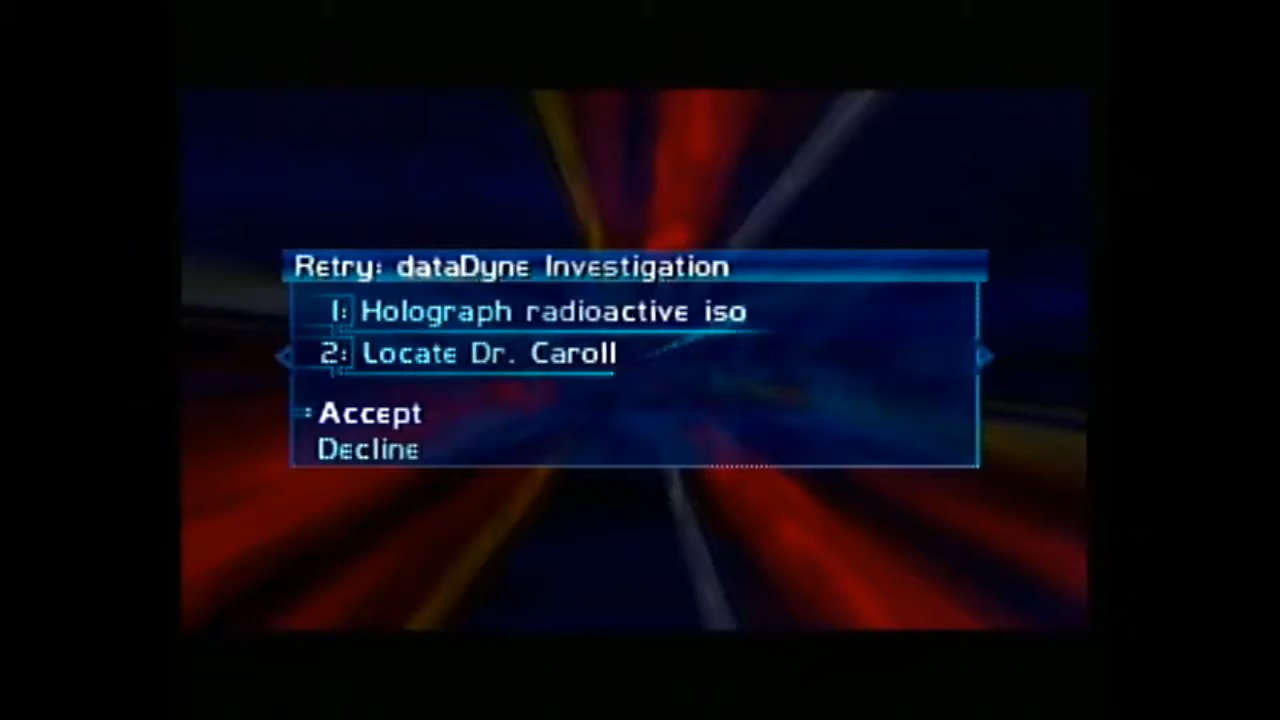 Retry: dataDyne Investigation
1: Holograph radioactive iso
2: Locate Dr. Caroll
Accept
Decline